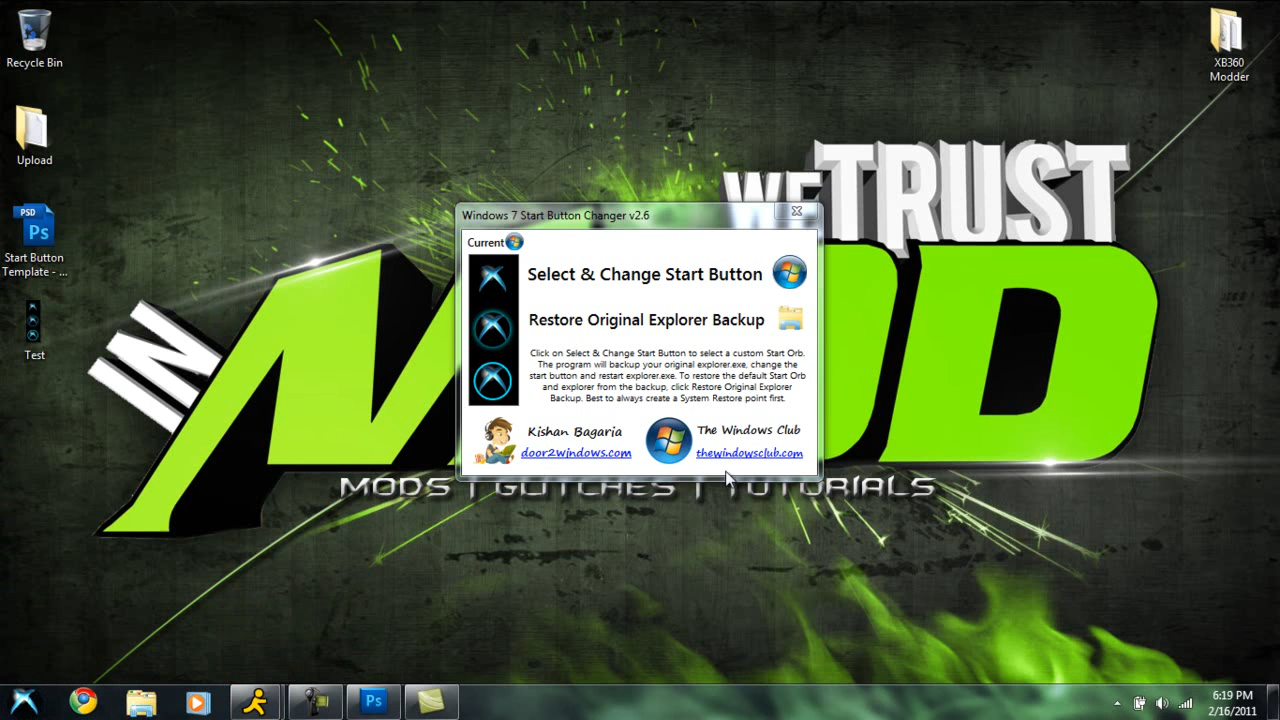 Recycle Bin
Upload
PSD
Ps
Start Button
Template - ...
Test
XB360
Modder
IN
WE TRUST
MOD
MODS | GLITCHES | TUTORIALS
Windows 7 Start Button Changer v2.6
Current
Select & Change Start Button
Restore Original Explorer Backup
Click on Select & Change Start Button to select a custom Start Orb.
The program will backup your original explorer.exe, change the
start button and restart explorer.exe. To restore the default Start Orb
and explorer from the backup, click Restore Original Explorer
Backup. Best to always create a System Restore point first.
Kishan Bagaria
door2windows.com
The Windows Club
thewindowsclub.com
Ps
6:19 PM
2/16/2011